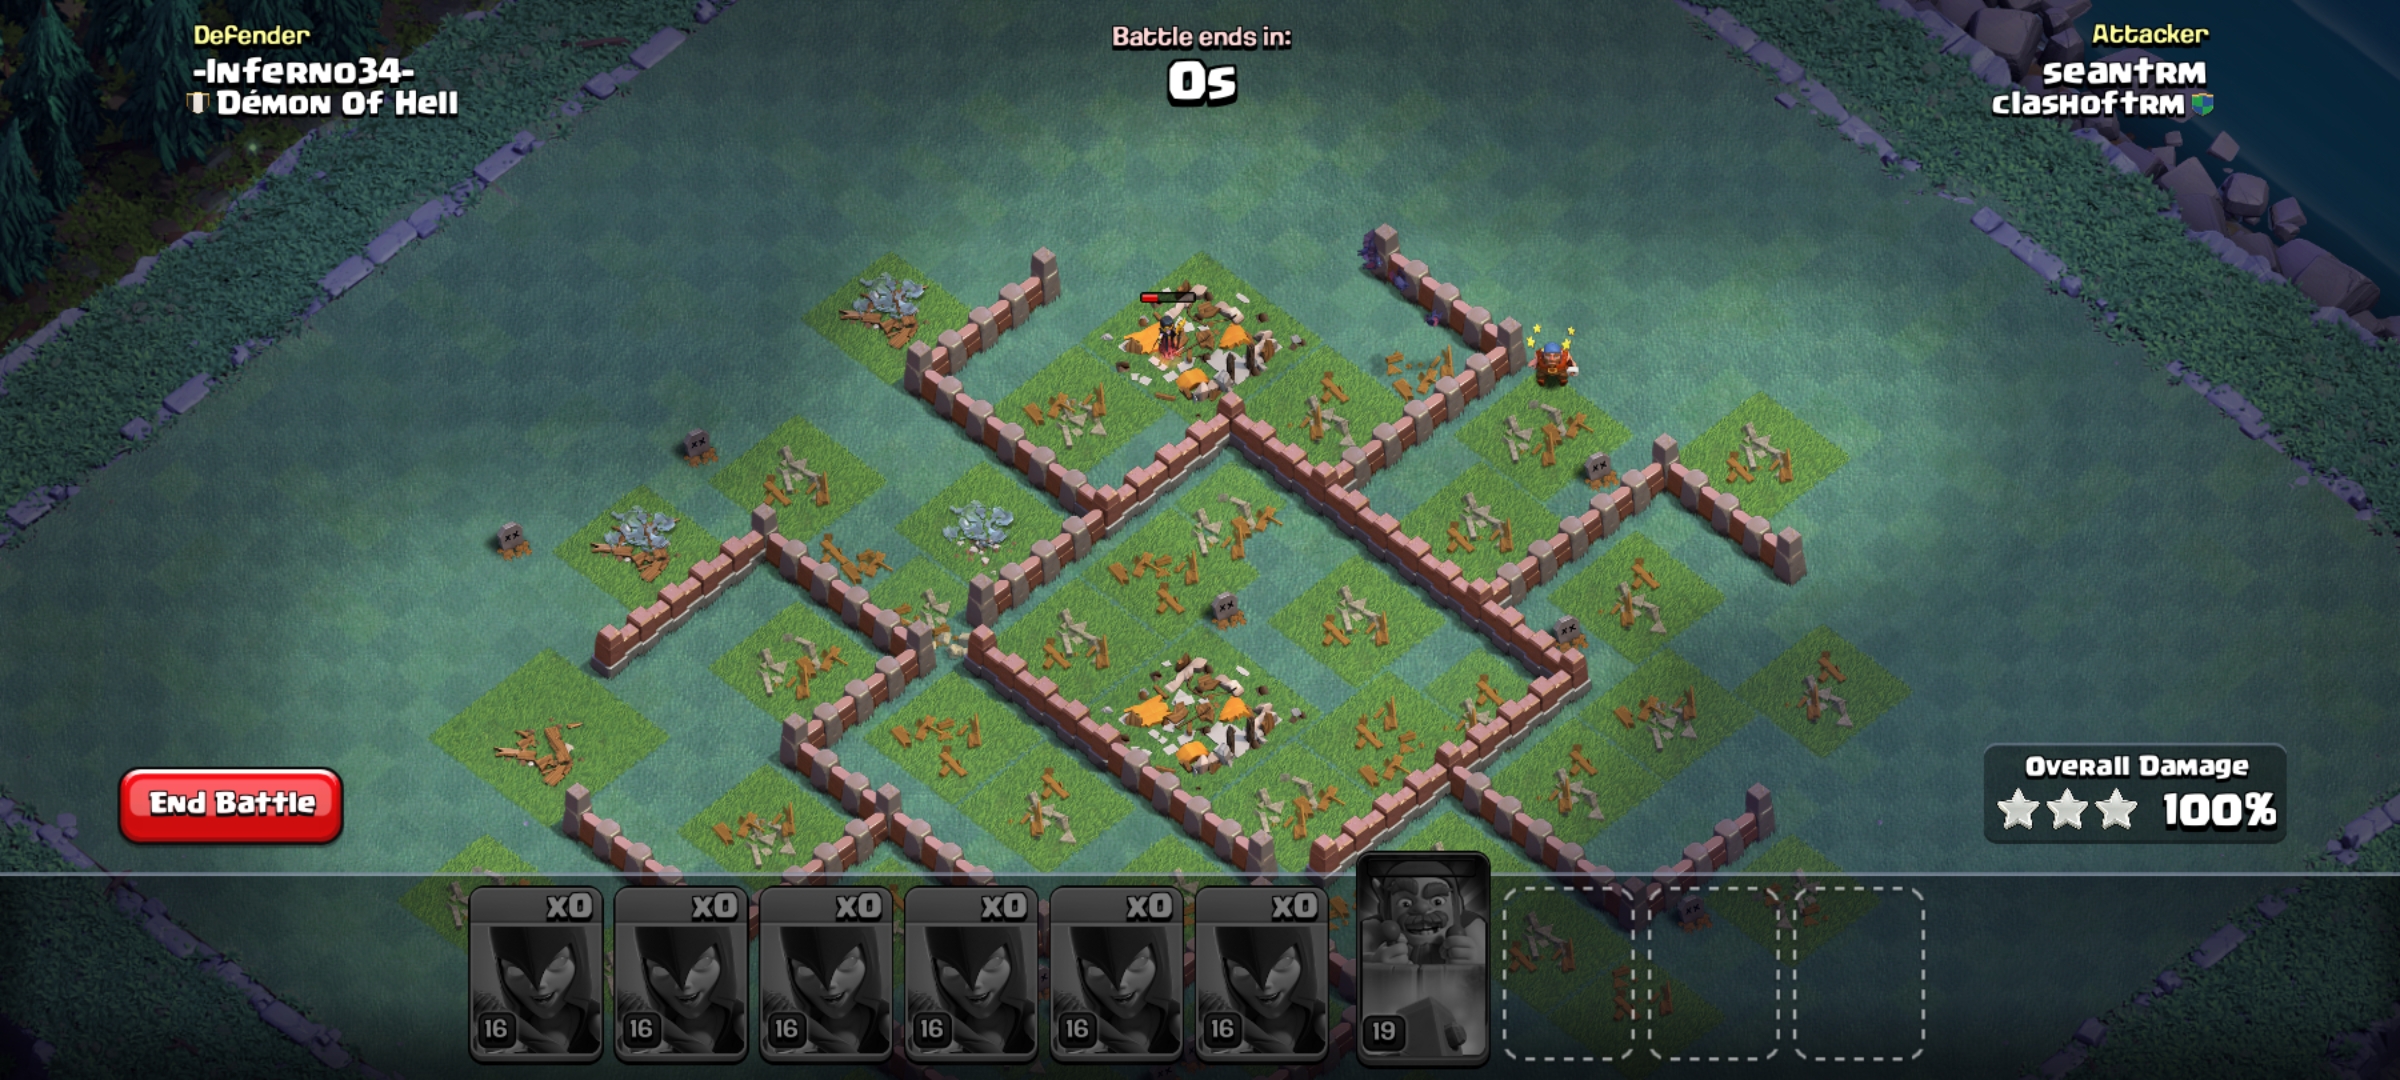 Defender
-Inferno34-
Démon Of Hell
Battle ends in:
0s
Attacker
seantrm
clashoftrm
End Battle
Overall Damage
100%
x0 x0 x0 x0 x0 x0
16 16 16 16 16 16 19